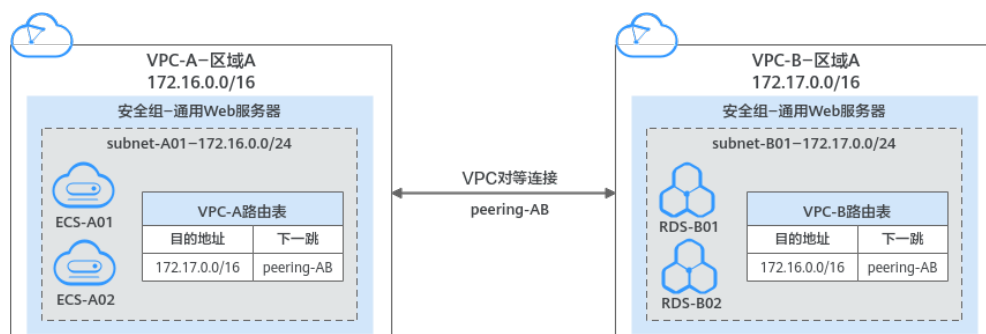 VPC-A-区域A
172.16.0.0/16
安全组-通用Web服务器
subnet-A01-172.16.0.0/24
ECS-A01
ECS-A02
VPC-A路由表
目的地址 下一跳
172.17.0.0/16 peering-AB
VPC对等连接
peering-AB
VPC-B-区域A
172.17.0.0/16
安全组-通用Web服务器
subnet-B01-172.17.0.0/24
RDS-B01
RDS-B02
VPC-B路由表
目的地址 下一跳
172.16.0.0/16 peering-AB